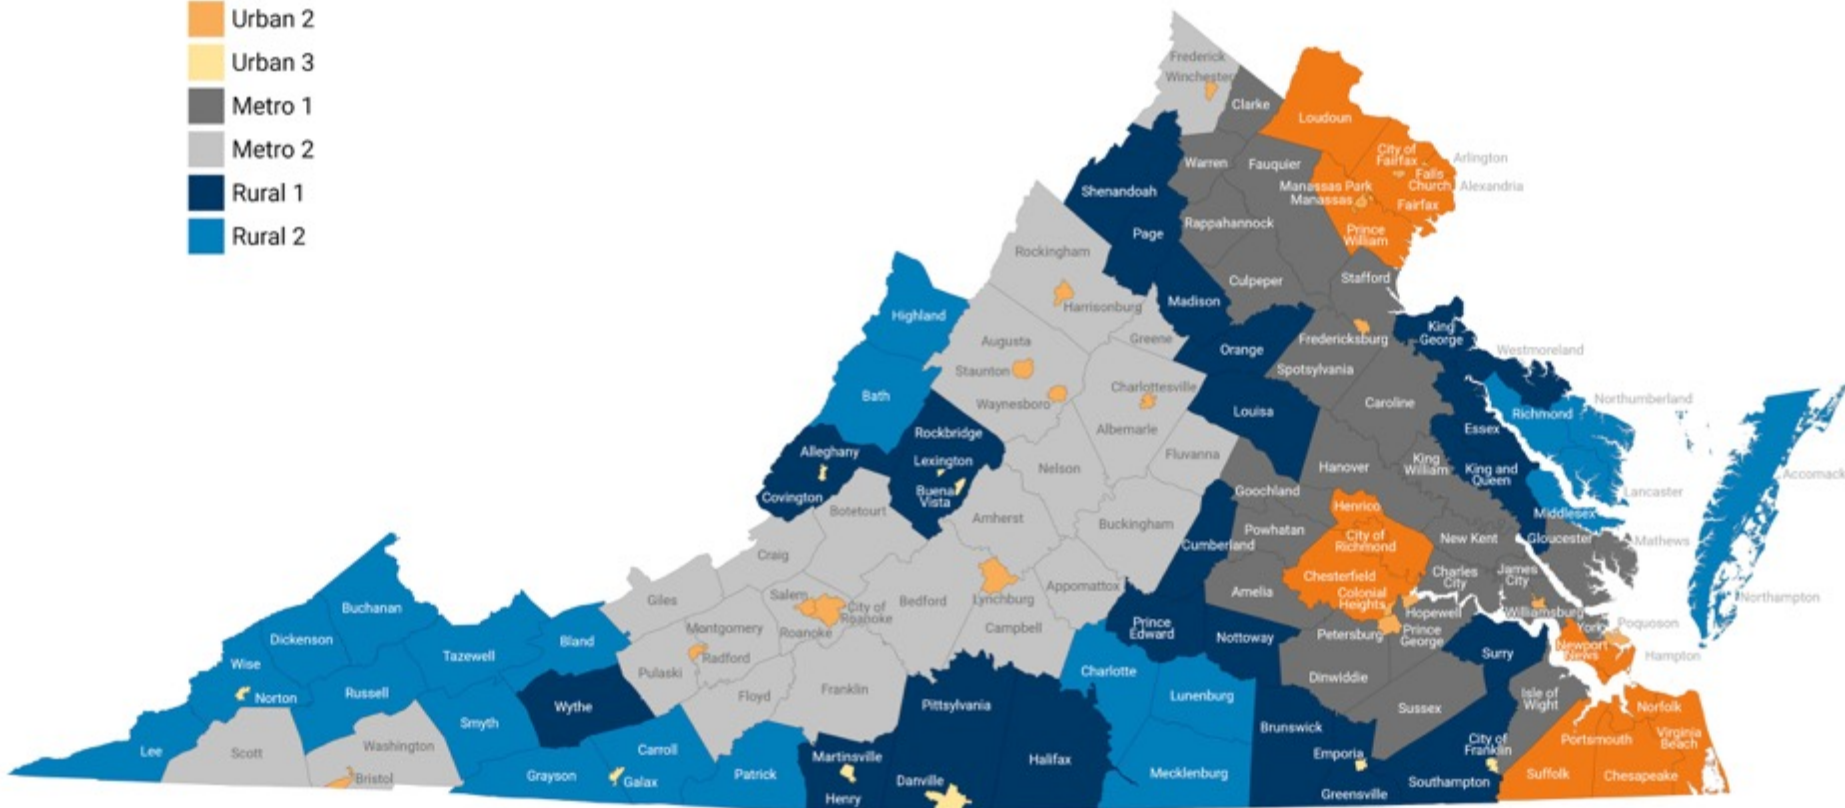 Urban 2
Urban 3
Metro 1
Metro 2
Rural 1
Rural 2
Frederick
Winchester
Clarke
Loudoun
City of
Fairfax
Arlington
Falls
Church
Alexandria
Warren
Fauquier
Manassas Park
Manassas
Fairfax
Shenandoah
Rappahannock
Page
Prince
William
Rockingham
Culpeper
Stafford
Madison
Harrisonburg
Highland
King
George
Augusta
Greene
Orange
Fredericksburg
Westmoreland
Staunton
Spotsylvania
Charlottesville
Bath
Waynesboro
Louisa
Caroline
Richmond
Northumberland
Albemarle
Essex
Rockbridge
Alleghany
Lexington
Nelson
Fluvanna
Hanover
King
William
King and
Queen
Accomack
Covington
Buena
Vista
Goochland
Lancaster
Botetourt
Amherst
Buckingham
Henrico
Middlesex
Powhatan
City of
Richmond
New Kent
Gloucester
Mathews
Cumberland
Craig
Chesterfield
Charles
City
James
City
Appomattox
Amelia
Colonial
Heights
Northampton
Giles
Salem
City of
Roanoke
Bedford
Lynchburg
Hopewell
Williamsburg
Buchanan
Roanoke
Montgomery
Campbell
Prince
Edward
Nottoway
Petersburg
Prince
George
York
Poquoson
Dickenson
Bland
Tazewell
Radford
Surry
Newport
News
Hampton
Wise
Pulaski
Charlotte
Dinwiddie
Norton
Russell
Floyd
Franklin
Lunenburg
Isle of
Wight
Wythe
Pittsylvania
Sussex
Norfolk
Smyth
Brunswick
Scott
Washington
Carroll
Lee
Martinsville
Halifax
Emporia
City of
Franklin
Portsmouth
Virginia
Beach
Bristol
Grayson
Galax
Patrick
Danville
Mecklenburg
Southampton
Suffolk
Chesapeake
Henry
Greensville